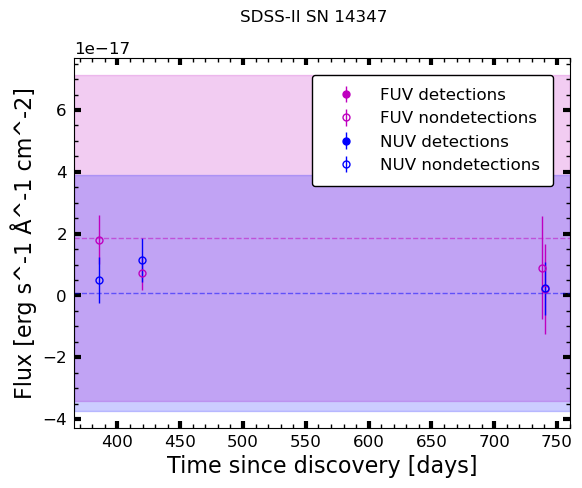 SDSS-II SN 14347
1e−17
FUV detections
FUV nondetections
NUV detections
NUV nondetections
6
4
2
0
−2
−4
Flux [erg s^-1 Å^-1 cm^-2]
400 450 500 550 600 650 700 750
Time since discovery [days]